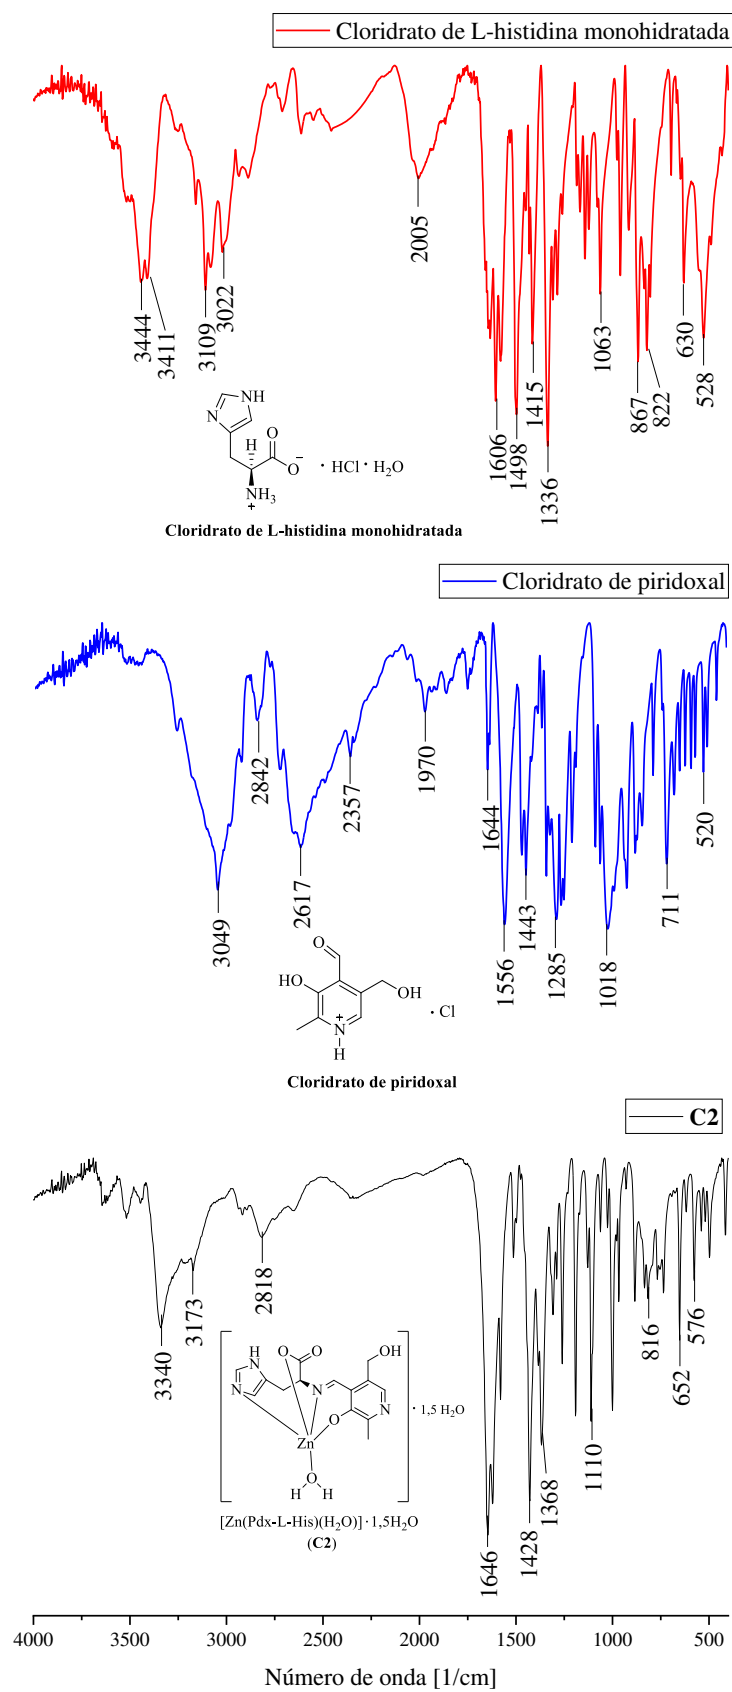 Cloridrato de L-histidina monohidratada
3444
3411
3109
3022
2005
1606
1498
1415
1336
1063
867
822
630
528
NH
N
H
O
O⁻
NH₃
+
· HCl · H₂O
Cloridrato de L-histidina monohidratada
Cloridrato de piridoxal
3049
2842
2617
2357
1970
1644
1556
1443
1285
1018
711
520
O
HO
OH
+
N
H
· Cl
Cloridrato de piridoxal
C2
3340
3173
2818
1646
1428
1368
1110
816
652
576
HN
N
O
O
N
OH
N
O
Zn
O
H H
· 1,5 H₂O
[Zn(Pdx-L-His)(H₂O)]·1,5H₂O
(C2)
4000 3500 3000 2500 2000 1500 1000 500
Número de onda [1/cm]